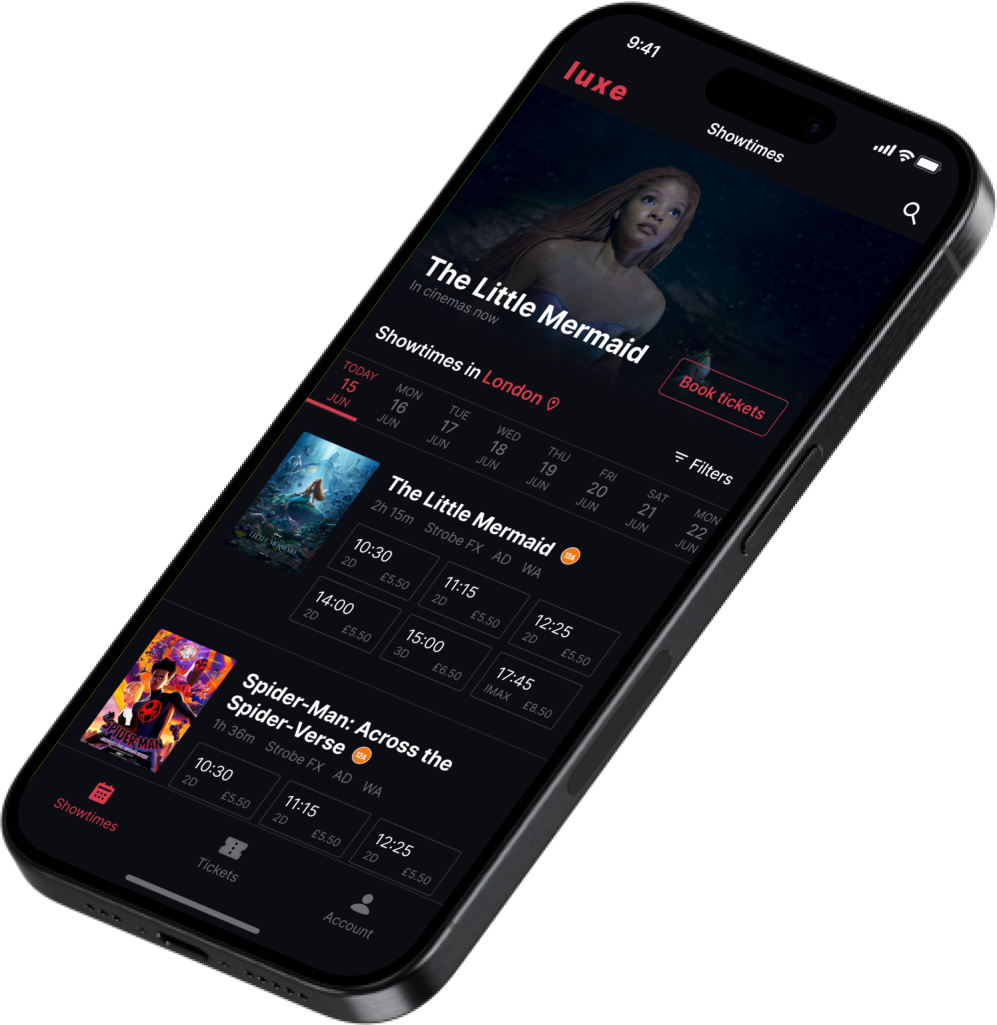 9:41
luxe
Showtimes
The Little Mermaid
In cinemas now
Book tickets
Showtimes in London
Filters
TODAY 15 JUN
MON 16 JUN
TUE 17 JUN
WED 18 JUN
THU 19 JUN
FRI 20 JUN
SAT 21 JUN
MON 22 JUN
The Little Mermaid 12A
2h 15m Strobe FX AD WA
10:30 2D £5.50
11:15 2D £5.50
12:25 2D £5.50
14:00 2D £5.50
15:00 3D £6.50
17:45 IMAX £8.50
LITTLE MERMAID
Spider-Man: Across the
Spider-Verse 12A
1h 36m Strobe FX AD WA
10:30 2D £5.50
11:15 2D £5.50
12:25 2D £5.50
SPIDER-MAN
Showtimes
Tickets
Account